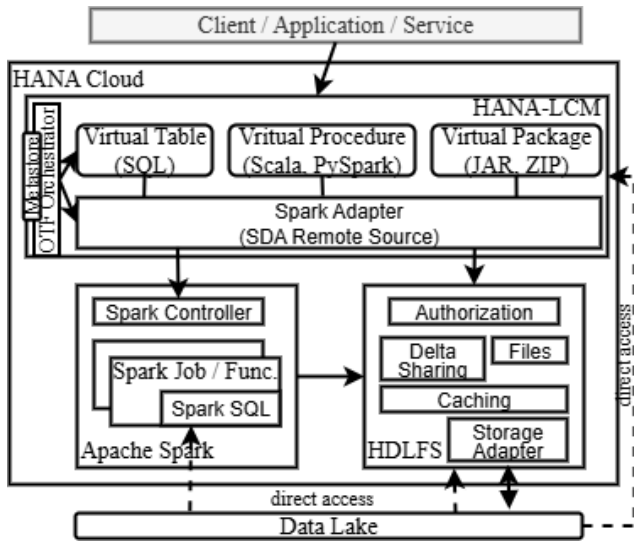 Client / Application / Service
HANA Cloud
HANA-LCM
Metastore
OTF Orchestrator
Virtual Table
(SQL)
Vritual Procedure
(Scala, PySpark)
Virtual Package
(JAR, ZIP)
Spark Adapter
(SDA Remote Source)
Spark Controller
Spark Job / Func.
Spark SQL
Apache Spark
Authorization
Delta
Sharing
Files
Caching
Storage
Adapter
HDLFS
direct access
direct access
Data Lake